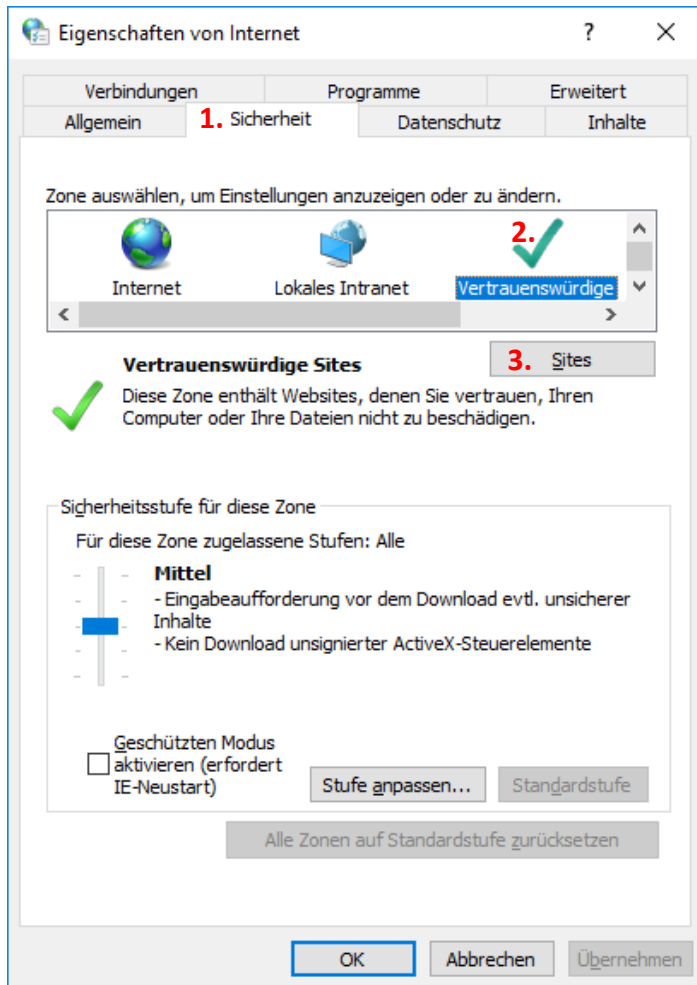 Eigenschaften von Internet
?
Verbindungen Programme Erweitert
Allgemein 1. Sicherheit Datenschutz Inhalte
Zone auswählen, um Einstellungen anzuzeigen oder zu ändern.
2.
Internet Lokales Intranet Vertrauenswürdige
3. Sites
Vertrauenswürdige Sites
Diese Zone enthält Websites, denen Sie vertrauen, Ihren
Computer oder Ihre Dateien nicht zu beschädigen.
Sicherheitsstufe für diese Zone
Für diese Zone zugelassene Stufen: Alle
Mittel
- Eingabeaufforderung vor dem Download evtl. unsicherer
Inhalte
- Kein Download unsignierter ActiveX-Steuerelemente
Geschützten Modus
aktivieren (erfordert
IE-Neustart)
Stufe anpassen... Standardstufe
Alle Zonen auf Standardstufe zurücksetzen
OK Abbrechen Übernehmen